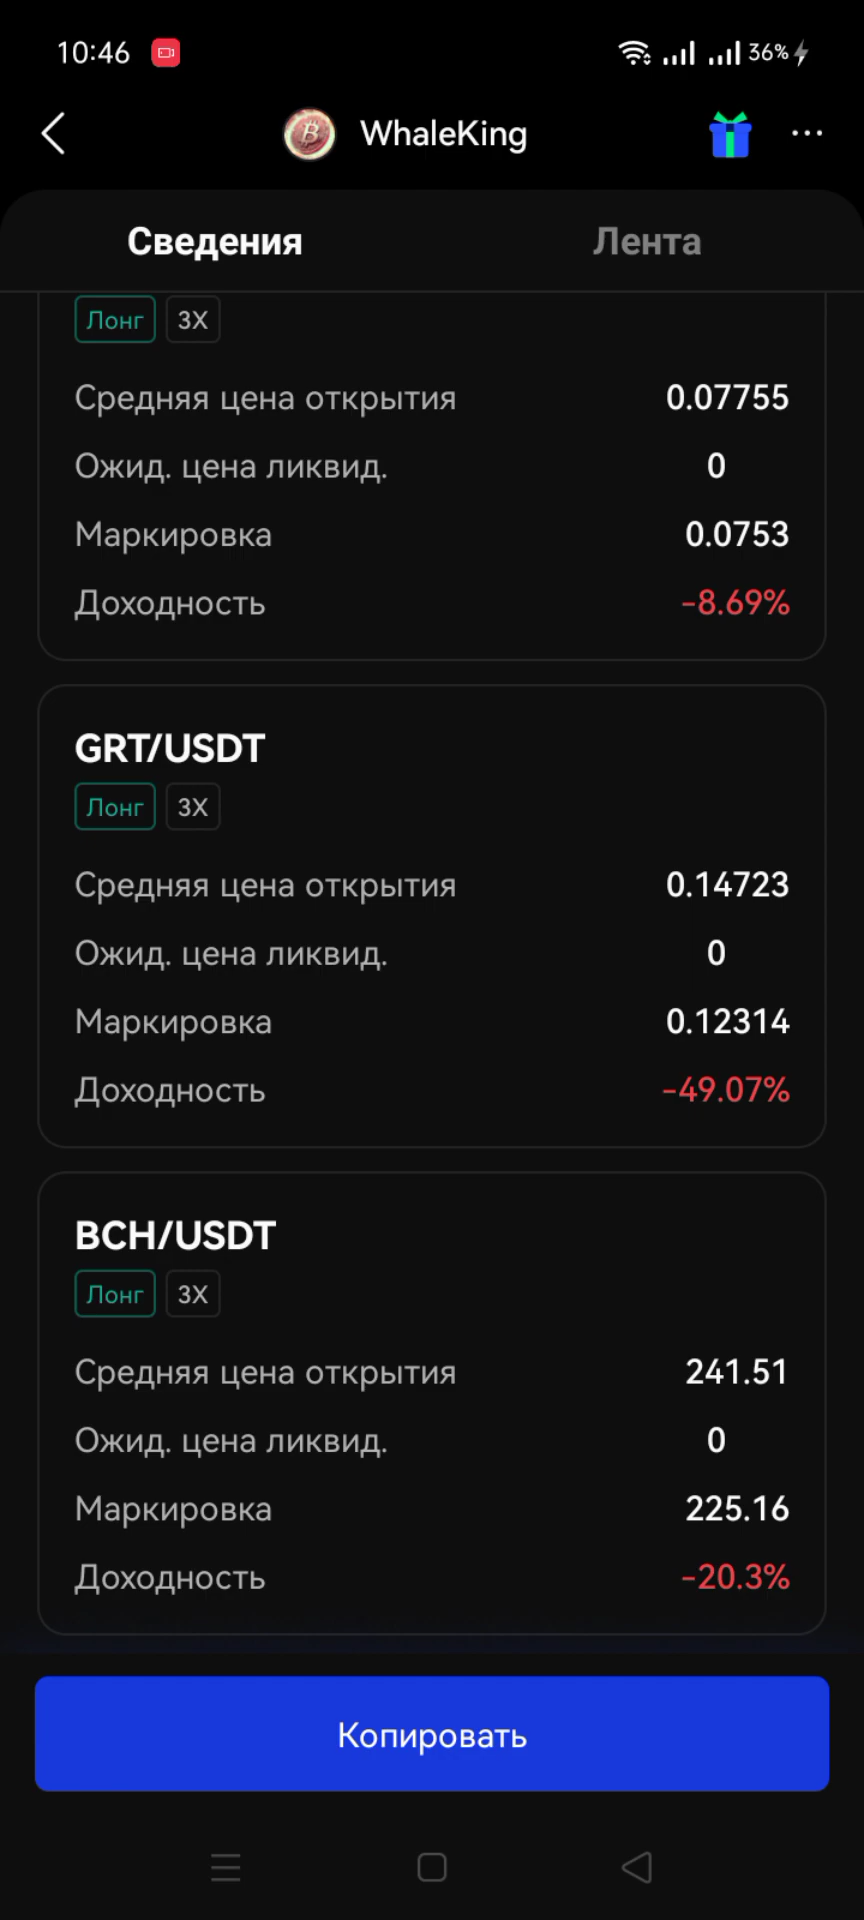 10:46
36%
WhaleKing
Сведения
Лента
Лонг 3X
Средняя цена открытия 0.07755
Ожид. цена ликвид. 0
Маркировка 0.0753
Доходность -8.69%
GRT/USDT
Лонг 3X
Средняя цена открытия 0.14723
Ожид. цена ликвид. 0
Маркировка 0.12314
Доходность -49.07%
BCH/USDT
Лонг 3X
Средняя цена открытия 241.51
Ожид. цена ликвид. 0
Маркировка 225.16
Доходность -20.3%
Копировать